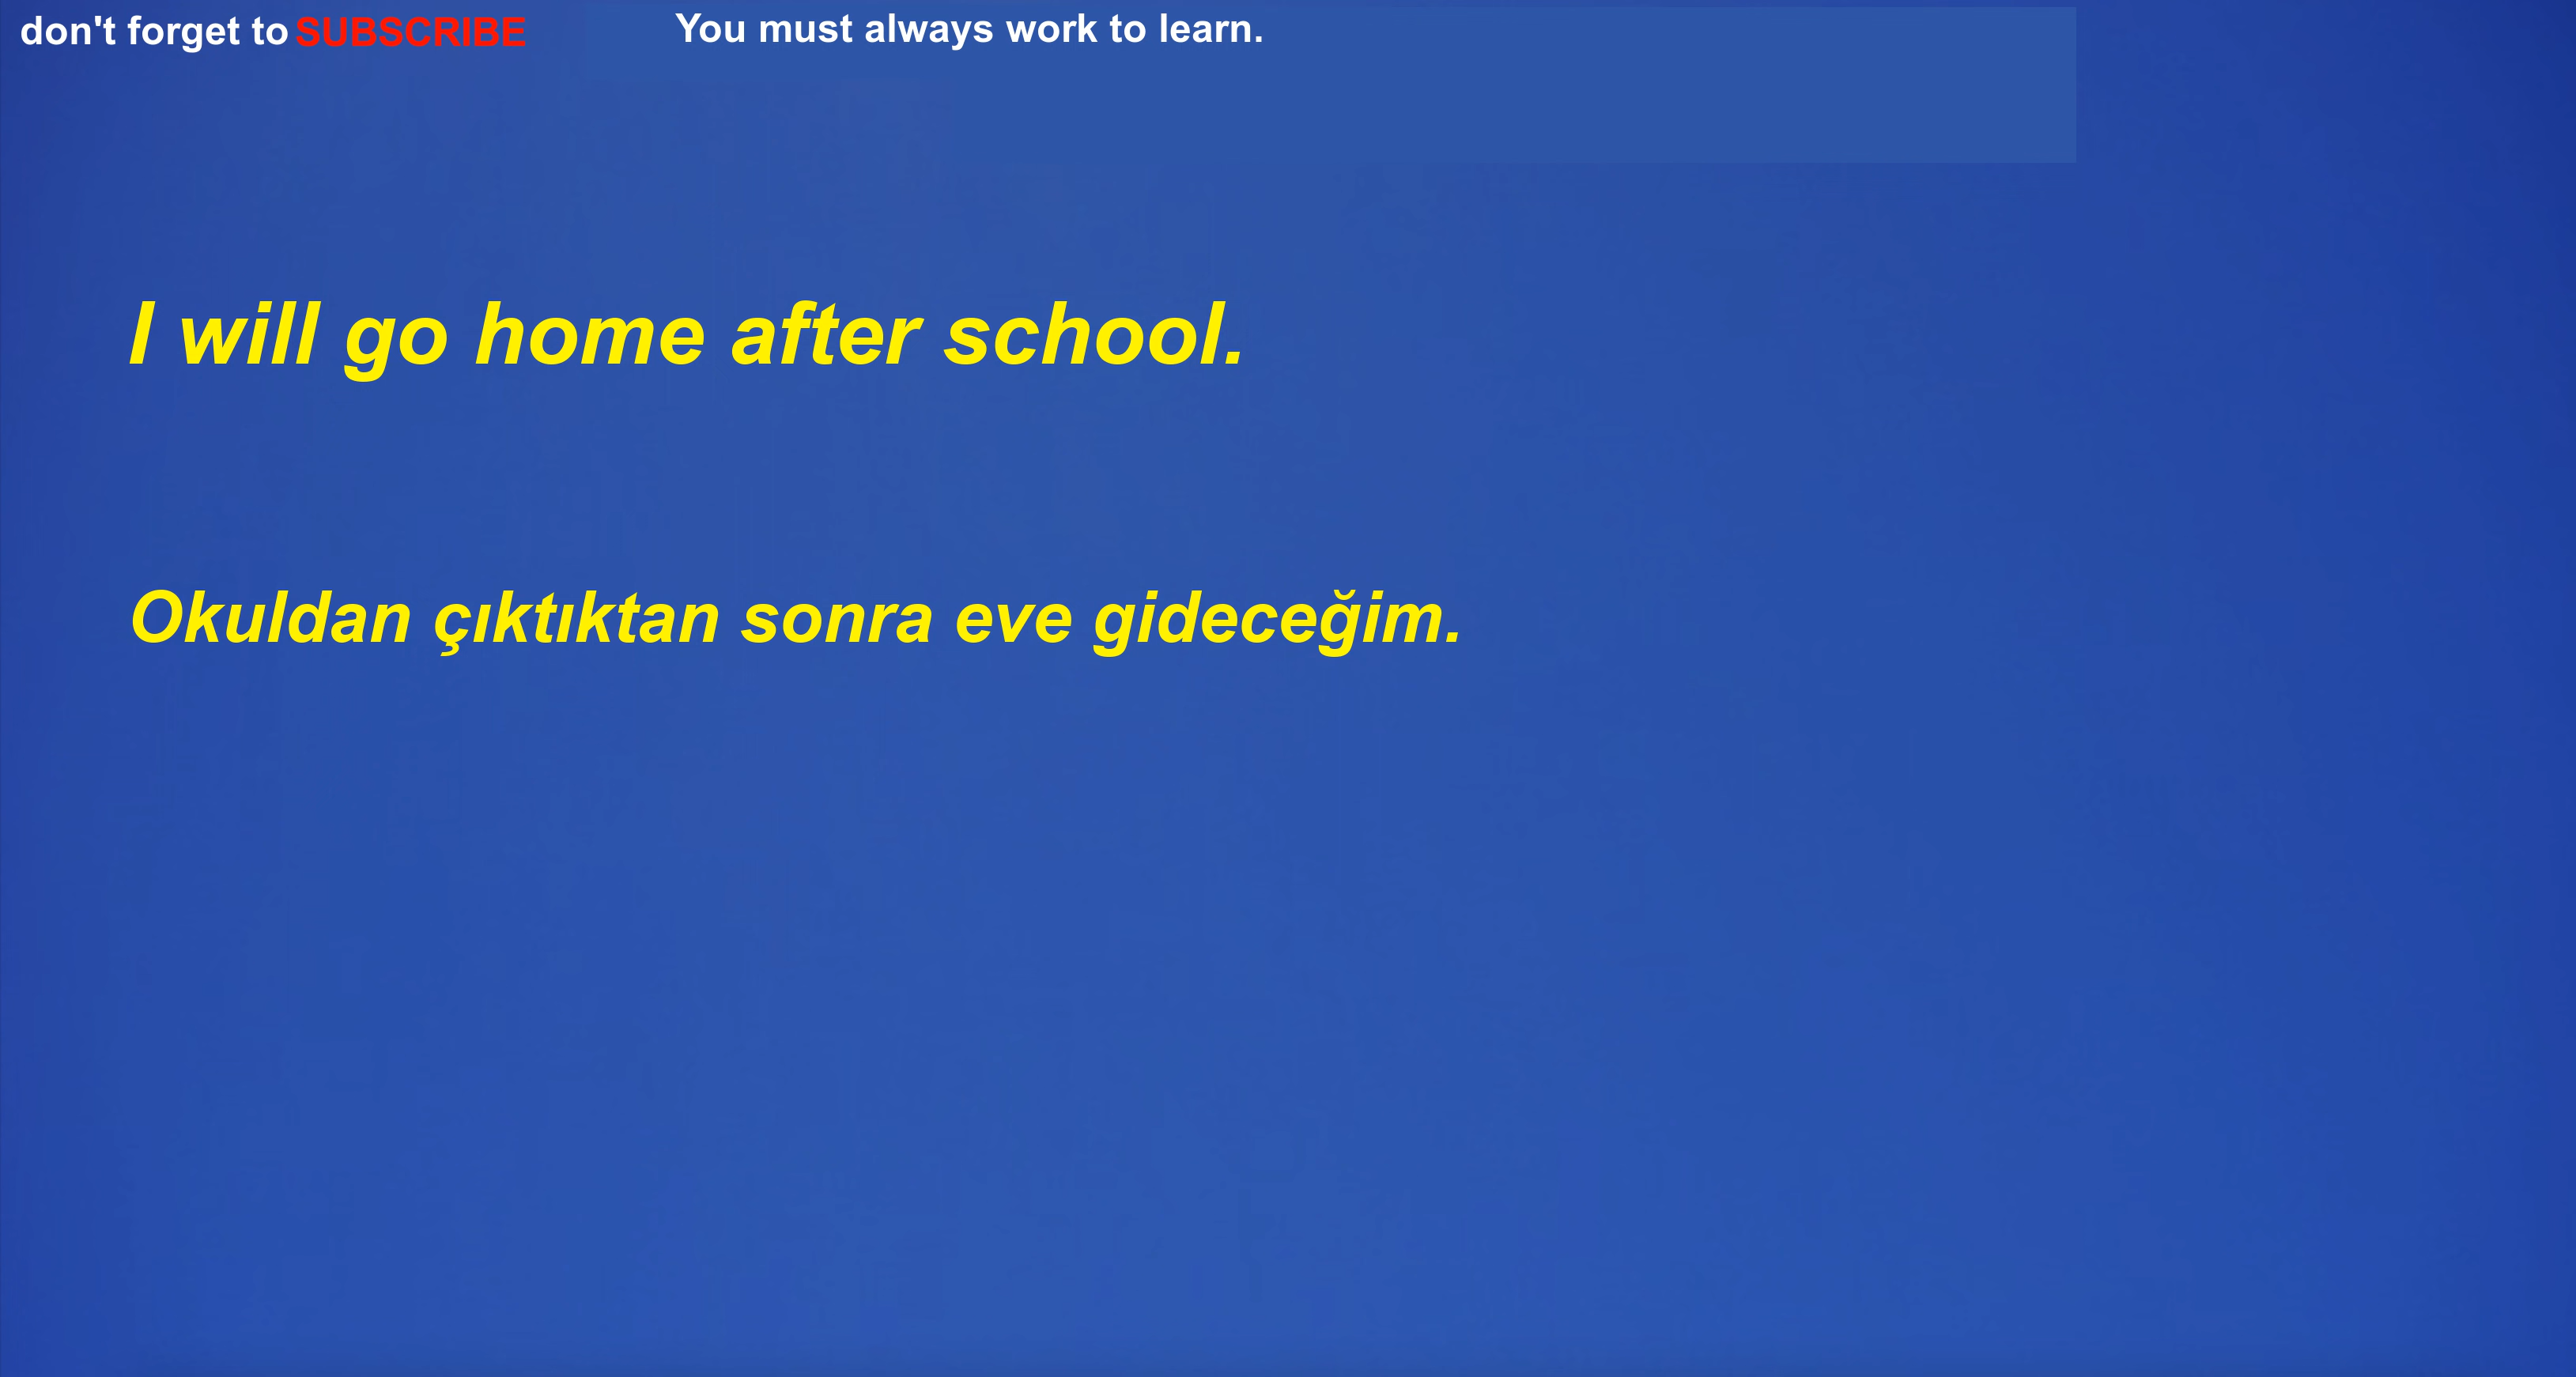 don't forget to SUBSCRIBE
You must always work to learn.
I will go home after school.
Okuldan çıktıktan sonra eve gideceğim.